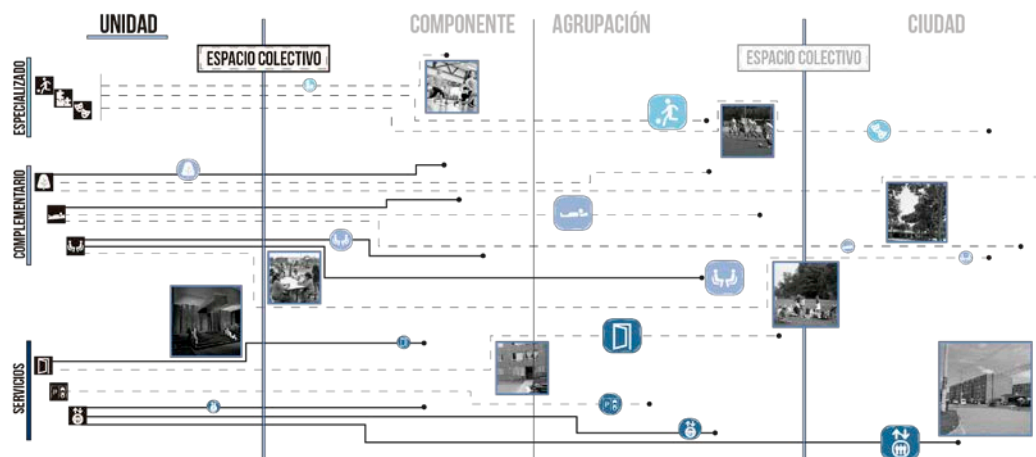 UNIDAD
COMPONENTE
AGRUPACIÓN
CIUDAD
ESPACIO COLECTIVO
ESPACIO COLECTIVO
ESPECIALIZADO
COMPLEMENTARIO
SERVICIOS